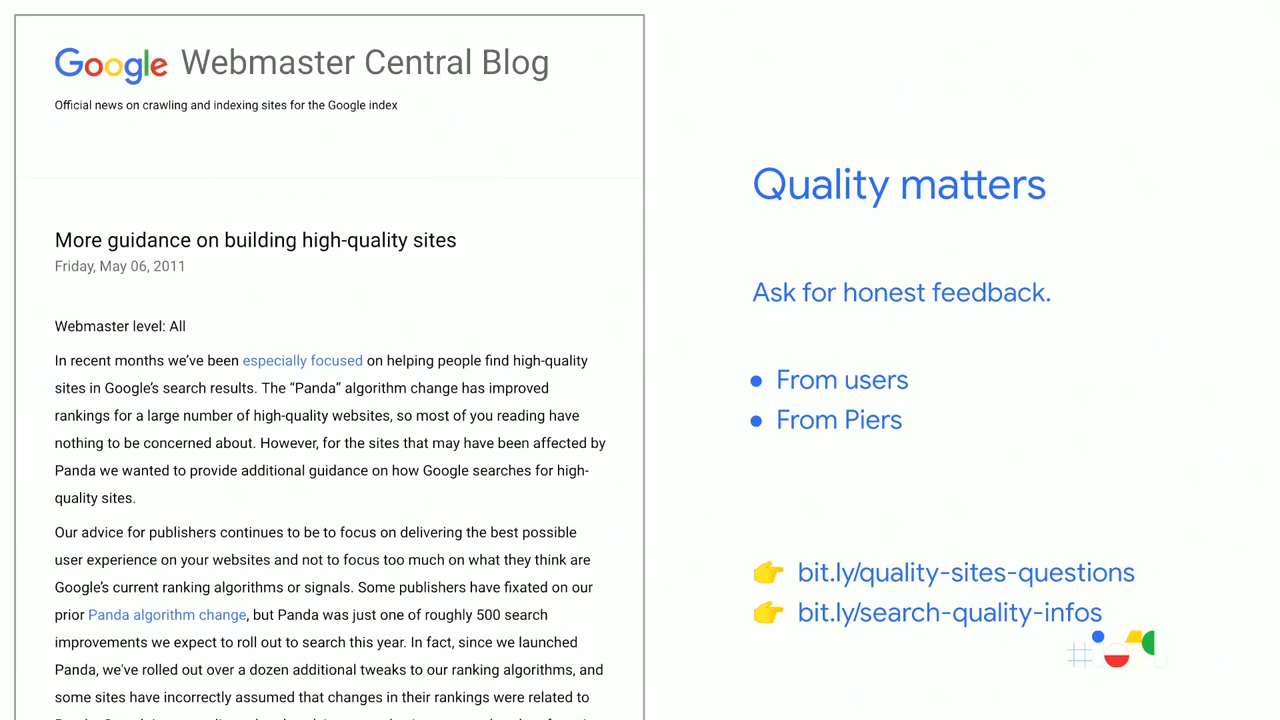 Google Webmaster Central Blog
Official news on crawling and indexing sites for the Google index
More guidance on building high-quality sites
Friday, May 06, 2011
Webmaster level: All
In recent months we've been especially focused on helping people find high-quality
sites in Google's search results. The “Panda” algorithm change has improved
rankings for a large number of high-quality websites, so most of you reading have
nothing to be concerned about. However, for the sites that may have been affected by
Panda we wanted to provide additional guidance on how Google searches for high-
quality sites.
Our advice for publishers continues to be to focus on delivering the best possible
user experience on your websites and not to focus too much on what they think are
Google's current ranking algorithms or signals. Some publishers have fixated on our
prior Panda algorithm change, but Panda was just one of roughly 500 search
improvements we expect to roll out to search this year. In fact, since we launched
Panda, we've rolled out over a dozen additional tweaks to our ranking algorithms, and
some sites have incorrectly assumed that changes in their rankings were related to
Quality matters
Ask for honest feedback.
● From users
● From Piers
👉 bit.ly/quality-sites-questions
👉 bit.ly/search-quality-infos